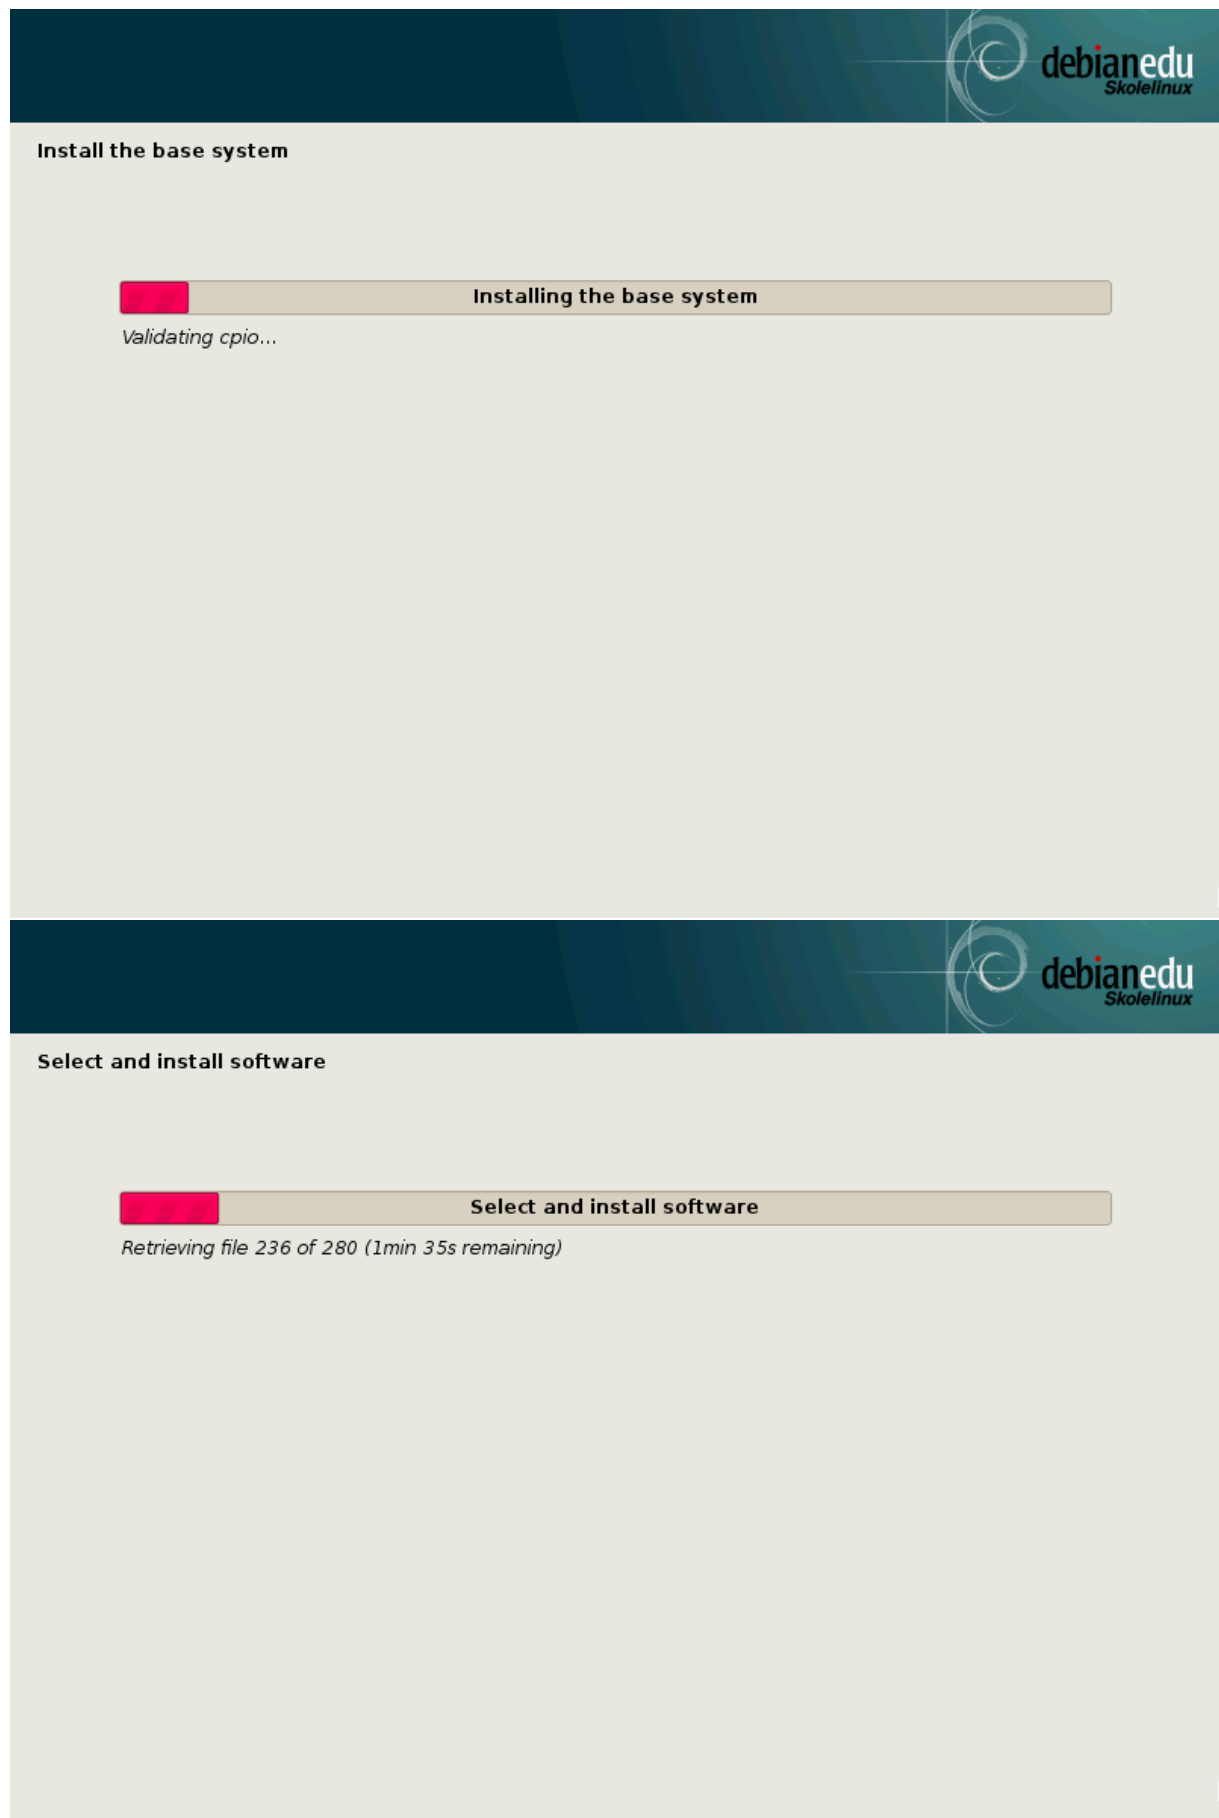 debianedu
Skolelinux
Install the base system
Installing the base system
Validating cpio...
debianedu
Skolelinux
Select and install software
Select and install software
Retrieving file 236 of 280 (1min 35s remaining)